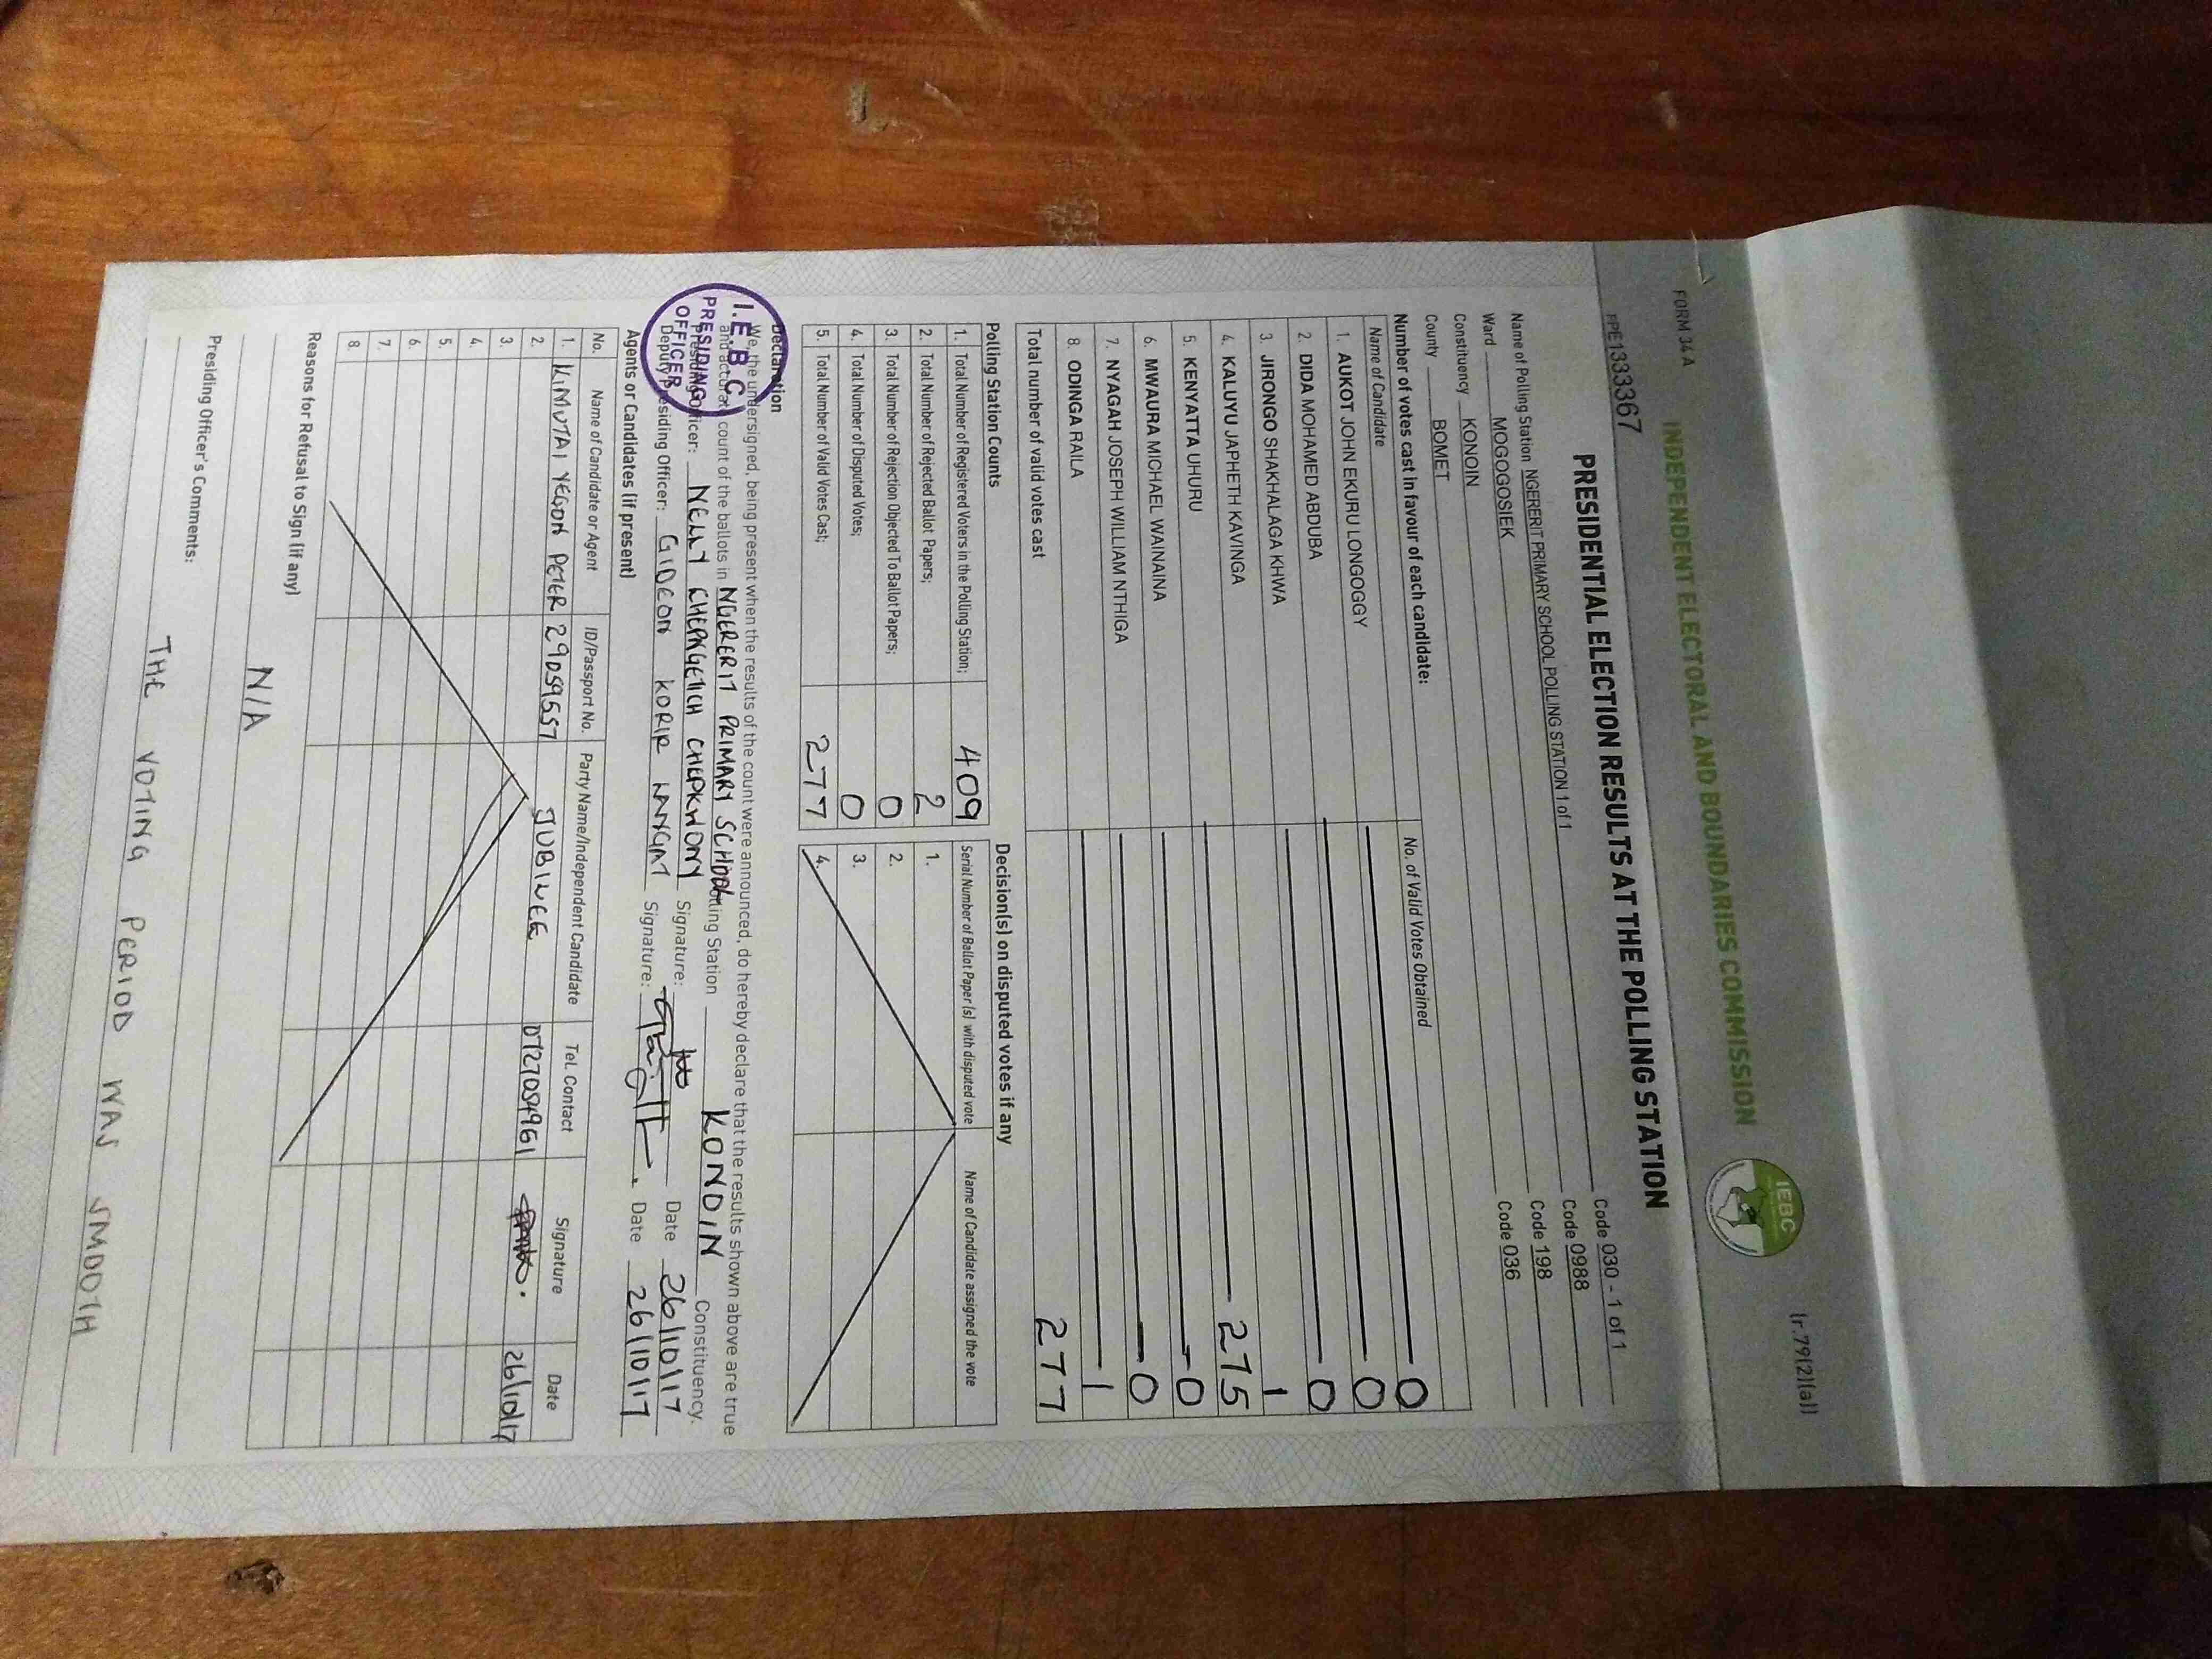 FORM 34A
(r.79(2)(a))
INDEPENDENT ELECTORAL AND BOUNDARIES COMMISSION
IEBC
PRESIDENTIAL ELECTION RESULTS AT THE POLLING STATION
PPE1333367
Name of Polling Station NGERERIT PRIMARY SCHOOL POLLING STATION 1 of 1 Code 030 - 1 of 1
Ward MOGOGOSIEK Code 0988
Constituency KONOIN Code 198
County BOMET Code 036
Number of votes cast in favour of each candidate:
Name of Candidate No. of Valid Votes Obtained
1. AUKOT JOHN EKURU LONGOGGY 0
2. DIDA MOHAMED ABDUBA 0
3. JIRONGO SHAKHALAGA KHWA 0
4. KALUYU JAPHETH KAVINGA 1
5. KENYATTA UHURU 275
6. MWAURA MICHAEL WAINAINA 0
7. NYAGAH JOSEPH WILLIAM NTHIGA 0
8. ODINGA RAILA 1
Total number of valid votes cast 277
Polling Station Counts
1. Total Number of Registered Voters in the Polling Station; 409
2. Total Number of Rejected Ballot Papers; 2
3. Total Number of Rejection Objected To Ballot Papers; 0
4. Total Number of Disputed Votes; 0
5. Total Number of Valid Votes Cast; 277
Decision(s) on disputed votes if any
Serial Number of Ballot Paper(s) with disputed vote Name of Candidate assigned the vote
1.
2.
3.
4.
Declaration
We, the undersigned, being present when the results of the count were announced, do hereby declare that the results shown above are true
and accurate count of the ballots in NGERERIT PRIMARY SCHOOL Polling Station KONOIN Constituency.
Presiding Officer: NELLY CHEPNGETICH CHEPKWONY Signature: Date 26/10/17
Deputy Presiding Officer: GIDEON KORIR LANGAT Signature: Date 26/10/17
I.E.B.C
PRESIDING
OFFICER
Agents or Candidates (if present)
No. Name of Candidate or Agent ID/Passport No. Party Name/Independent Candidate Tel. Contact Signature Date
1. KIMUTAI YEGON PETER 29059557 JUBILEE 0727084961 26/10/17
2.
3.
4.
5.
6.
7.
8.
Reasons for Refusal to Sign (if any)
N/A
Presiding Officer's Comments:
THE VOTING PERIOD WAS SMOOTH